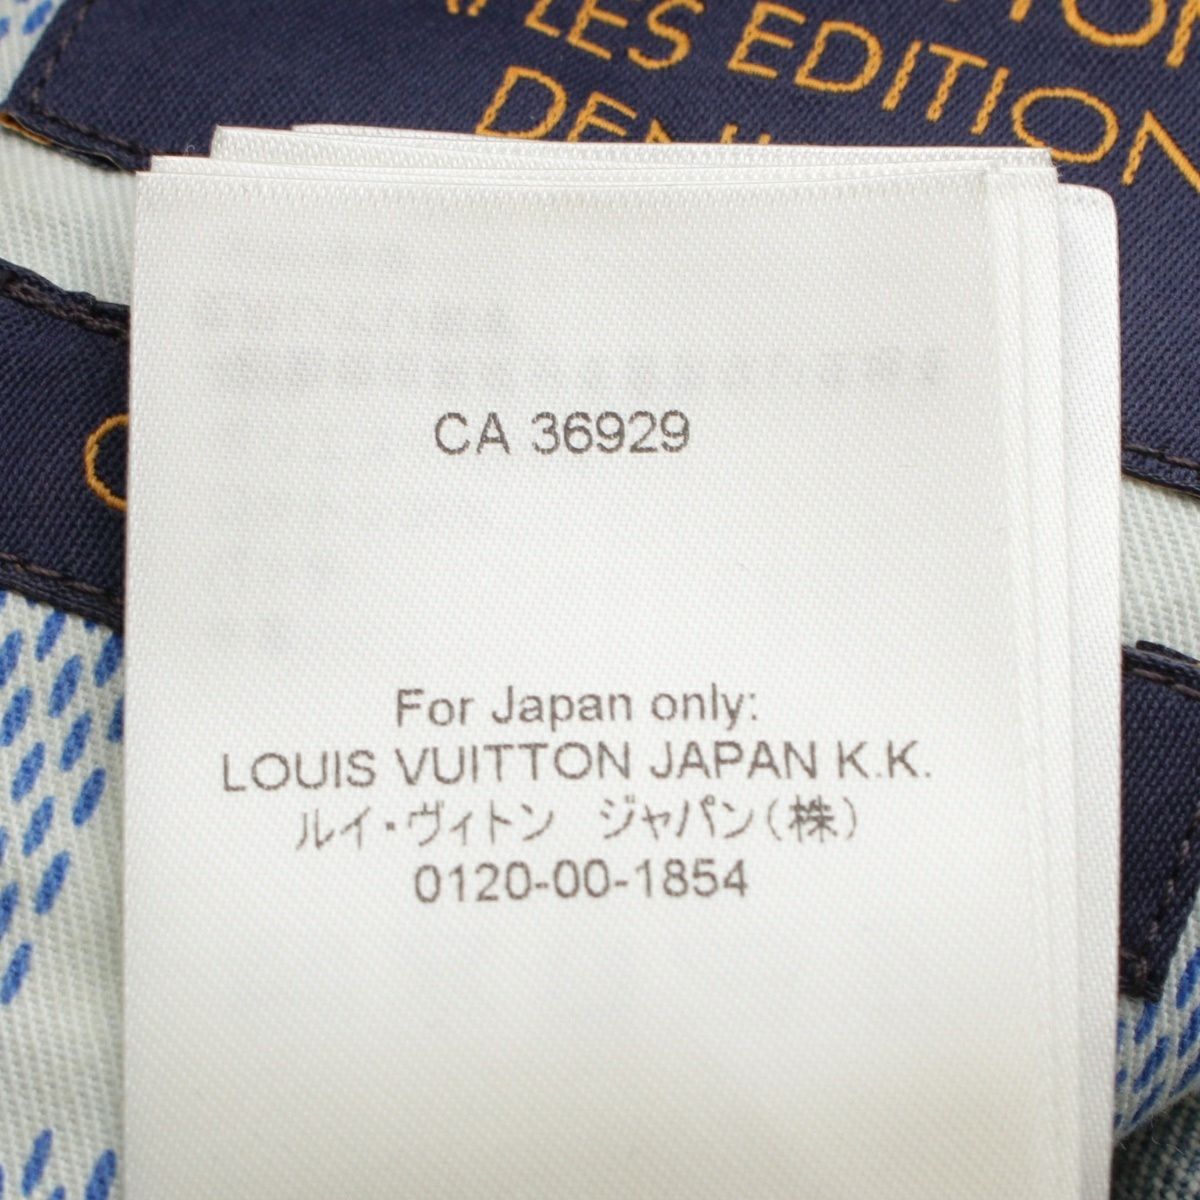 EDITION
CA 36929
For Japan only:
LOUIS VUITTON JAPAN K.K.
ルイ・ヴィトン ジャパン(株)
0120-00-1854